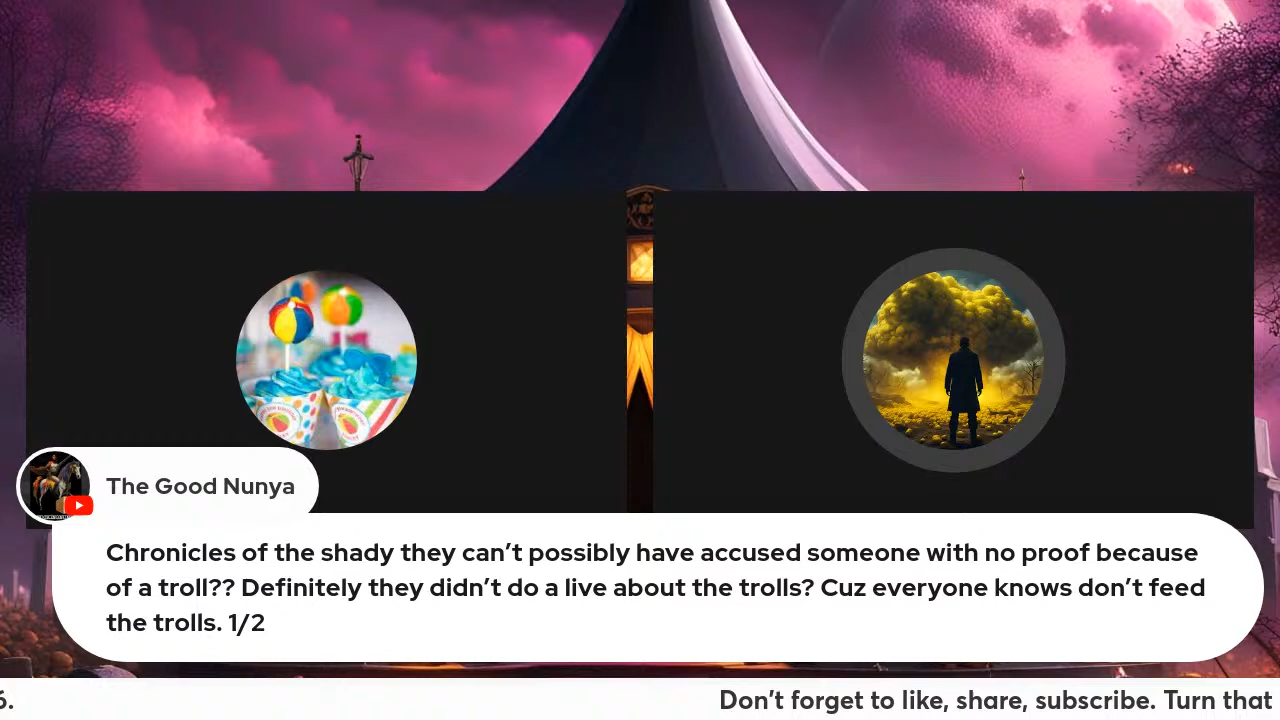 The Good Nunya
Chronicles of the shady they can't possibly have accused someone with no proof because
of a troll?? Definitely they didn't do a live about the trolls? Cuz everyone knows don't feed
the trolls. 1/2
6. Don't forget to like, share, subscribe. Turn that